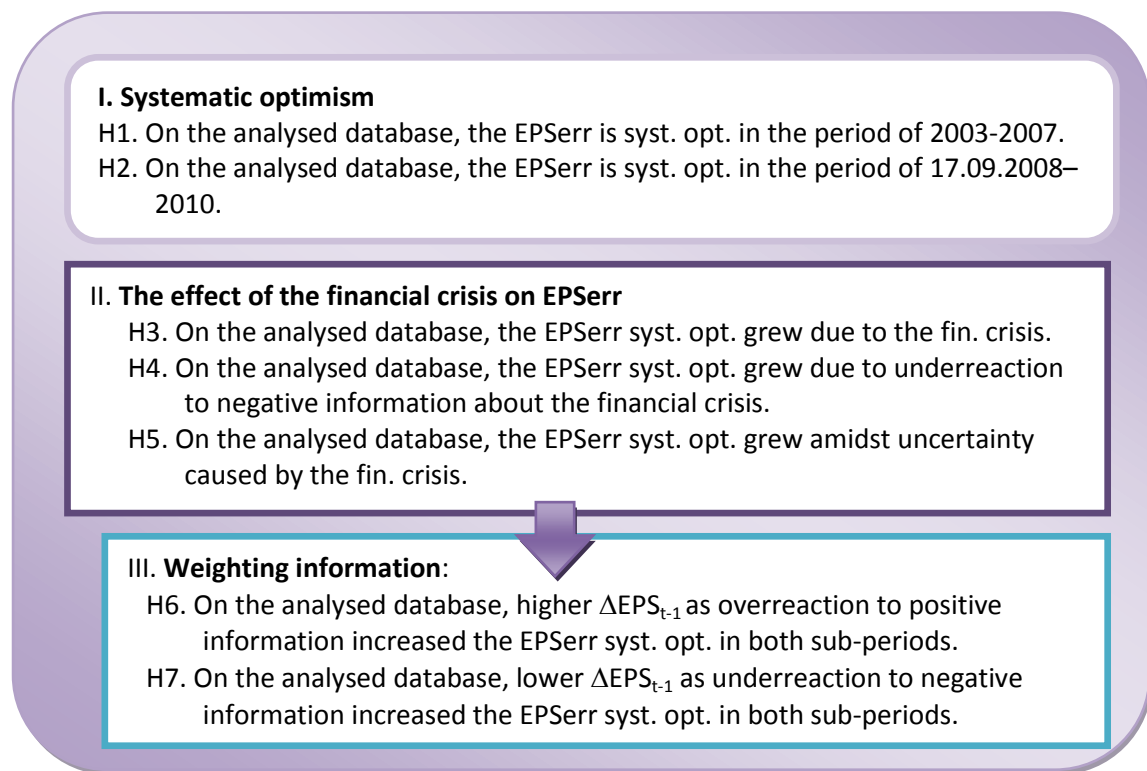 I. Systematic optimism
H1. On the analysed database, the EPSerr is syst. opt. in the period of 2003-2007.
H2. On the analysed database, the EPSerr is syst. opt. in the period of 17.09.2008–
2010.
II. The effect of the financial crisis on EPSerr
H3. On the analysed database, the EPSerr syst. opt. grew due to the fin. crisis.
H4. On the analysed database, the EPSerr syst. opt. grew due to underreaction
to negative information about the financial crisis.
H5. On the analysed database, the EPSerr syst. opt. grew amidst uncertainty
caused by the fin. crisis.
III. Weighting information:
H6. On the analysed database, higher ΔEPSt-1 as overreaction to positive
information increased the EPSerr syst. opt. in both sub-periods.
H7. On the analysed database, lower ΔEPSt-1 as underreaction to negative
information increased the EPSerr syst. opt. in both sub-periods.